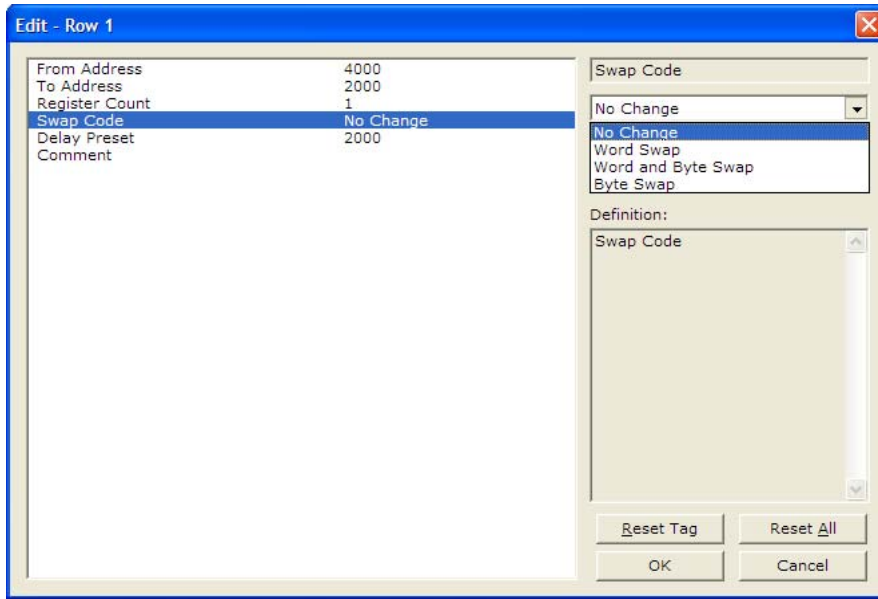 Edit - Row 1
From Address 4000
To Address 2000
Register Count 1
Swap Code No Change
Delay Preset 2000
Comment
Swap Code
No Change
No Change
Word Swap
Word and Byte Swap
Byte Swap
Definition:
Swap Code
Reset Tag Reset All
OK Cancel